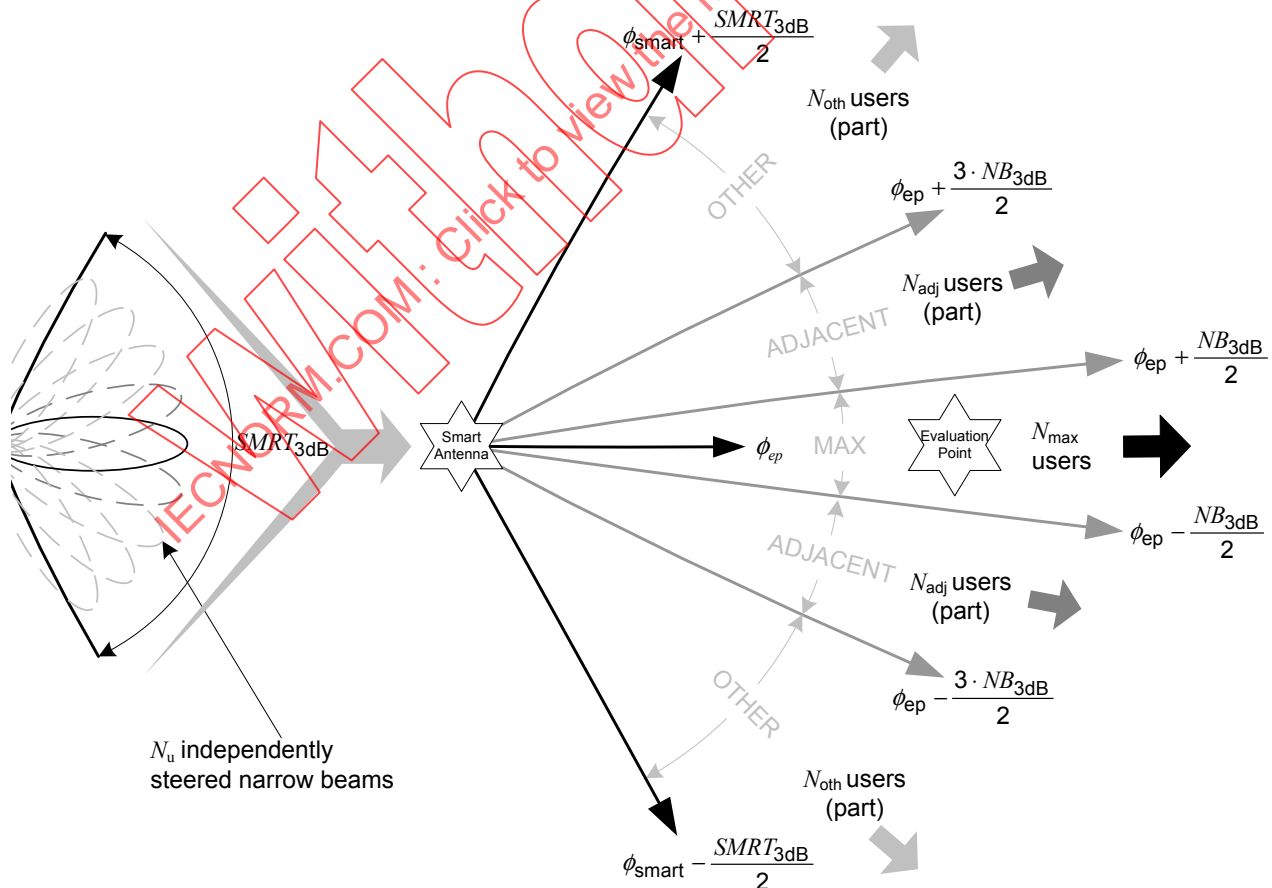 ϕsmart + SMRT3dB / 2
Noth users
(part)
OTHER
ϕep + 3 · NB3dB / 2
Nadj users
(part)
ADJACENT
ϕep + NB3dB / 2
SMRT3dB
Smart
Antenna
ϕep
MAX
Evaluation
Point
Nmax
users
ϕep − NB3dB / 2
ADJACENT
Nadj users
(part)
ϕep − 3 · NB3dB / 2
OTHER
Nu independently
steered narrow beams
Noth users
(part)
ϕsmart − SMRT3dB / 2
IECNORM.COM : Click to view the